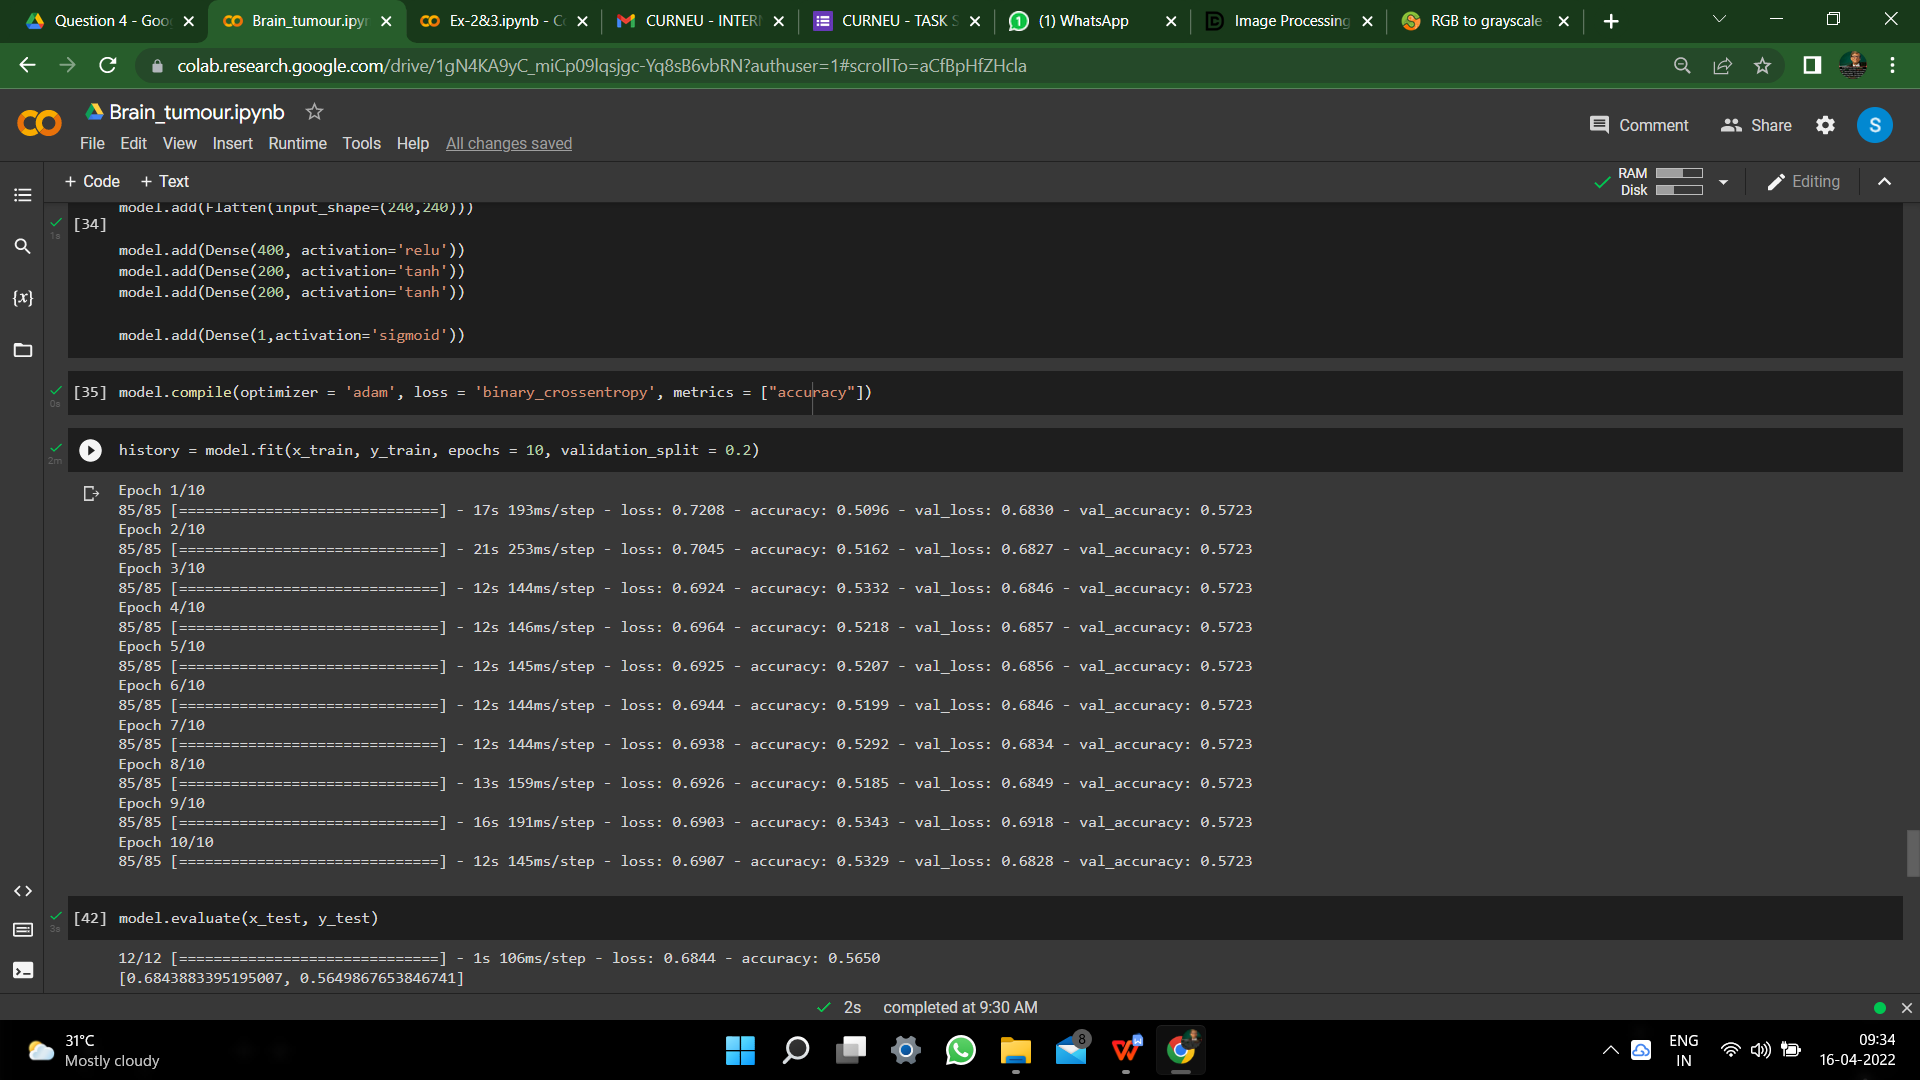 Question 4 - Goo
Brain_tumour.ipyn
Ex-2&3.ipynb - Co
CURNEU - INTERN
CURNEU - TASK S
(1) WhatsApp
Image Processing
RGB to grayscale
colab.research.google.com/drive/1gN4KA9yC_miCp09lqsjgc-Yq8sB6vbRN?authuser=1#scrollTo=aCfBpHfZHcla
Brain_tumour.ipynb
Comment
Share
S
File Edit View Insert Runtime Tools Help All changes saved
+ Code + Text
RAM
Disk
Editing
model.add(Flatten(input_shape=(240,240)))
[34]
1s
model.add(Dense(400, activation='relu'))
model.add(Dense(200, activation='tanh'))
model.add(Dense(200, activation='tanh'))
model.add(Dense(1,activation='sigmoid'))
[35] model.compile(optimizer = 'adam', loss = 'binary_crossentropy', metrics = ["accuracy"])
0s
history = model.fit(x_train, y_train, epochs = 10, validation_split = 0.2)
2m
Epoch 1/10
85/85 [==============================] - 17s 193ms/step - loss: 0.7208 - accuracy: 0.5096 - val_loss: 0.6830 - val_accuracy: 0.5723
Epoch 2/10
85/85 [==============================] - 21s 253ms/step - loss: 0.7045 - accuracy: 0.5162 - val_loss: 0.6827 - val_accuracy: 0.5723
Epoch 3/10
85/85 [==============================] - 12s 144ms/step - loss: 0.6924 - accuracy: 0.5332 - val_loss: 0.6846 - val_accuracy: 0.5723
Epoch 4/10
85/85 [==============================] - 12s 146ms/step - loss: 0.6964 - accuracy: 0.5218 - val_loss: 0.6857 - val_accuracy: 0.5723
Epoch 5/10
85/85 [==============================] - 12s 145ms/step - loss: 0.6925 - accuracy: 0.5207 - val_loss: 0.6856 - val_accuracy: 0.5723
Epoch 6/10
85/85 [==============================] - 12s 144ms/step - loss: 0.6944 - accuracy: 0.5199 - val_loss: 0.6846 - val_accuracy: 0.5723
Epoch 7/10
85/85 [==============================] - 12s 144ms/step - loss: 0.6938 - accuracy: 0.5292 - val_loss: 0.6834 - val_accuracy: 0.5723
Epoch 8/10
85/85 [==============================] - 13s 159ms/step - loss: 0.6926 - accuracy: 0.5185 - val_loss: 0.6849 - val_accuracy: 0.5723
Epoch 9/10
85/85 [==============================] - 16s 191ms/step - loss: 0.6903 - accuracy: 0.5343 - val_loss: 0.6918 - val_accuracy: 0.5723
Epoch 10/10
85/85 [==============================] - 12s 145ms/step - loss: 0.6907 - accuracy: 0.5329 - val_loss: 0.6828 - val_accuracy: 0.5723
[42] model.evaluate(x_test, y_test)
3s
12/12 [==============================] - 1s 106ms/step - loss: 0.6844 - accuracy: 0.5650
[0.6843883395195007, 0.5649867653846741]
2s completed at 9:30 AM
31°C
Mostly cloudy
8
ENG
IN
09:34
16-04-2022